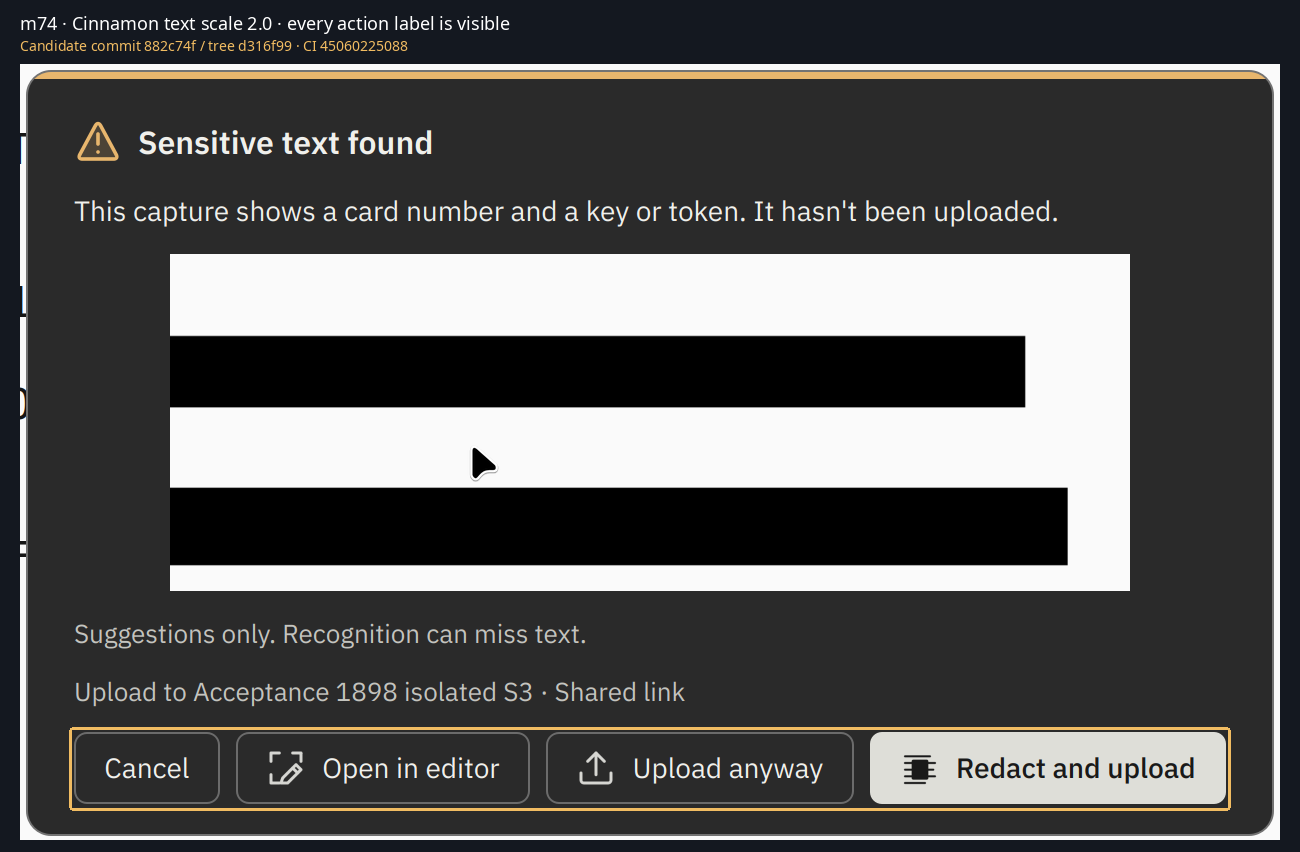 m74 · Cinnamon text scale 2.0 · every action label is visible
Candidate commit 882c74f / tree d316f99 · CI 45060225088
Sensitive text found
This capture shows a card number and a key or token. It hasn't been uploaded.
Suggestions only. Recognition can miss text.
Upload to Acceptance 1898 isolated S3 · Shared link
Cancel Open in editor Upload anyway Redact and upload